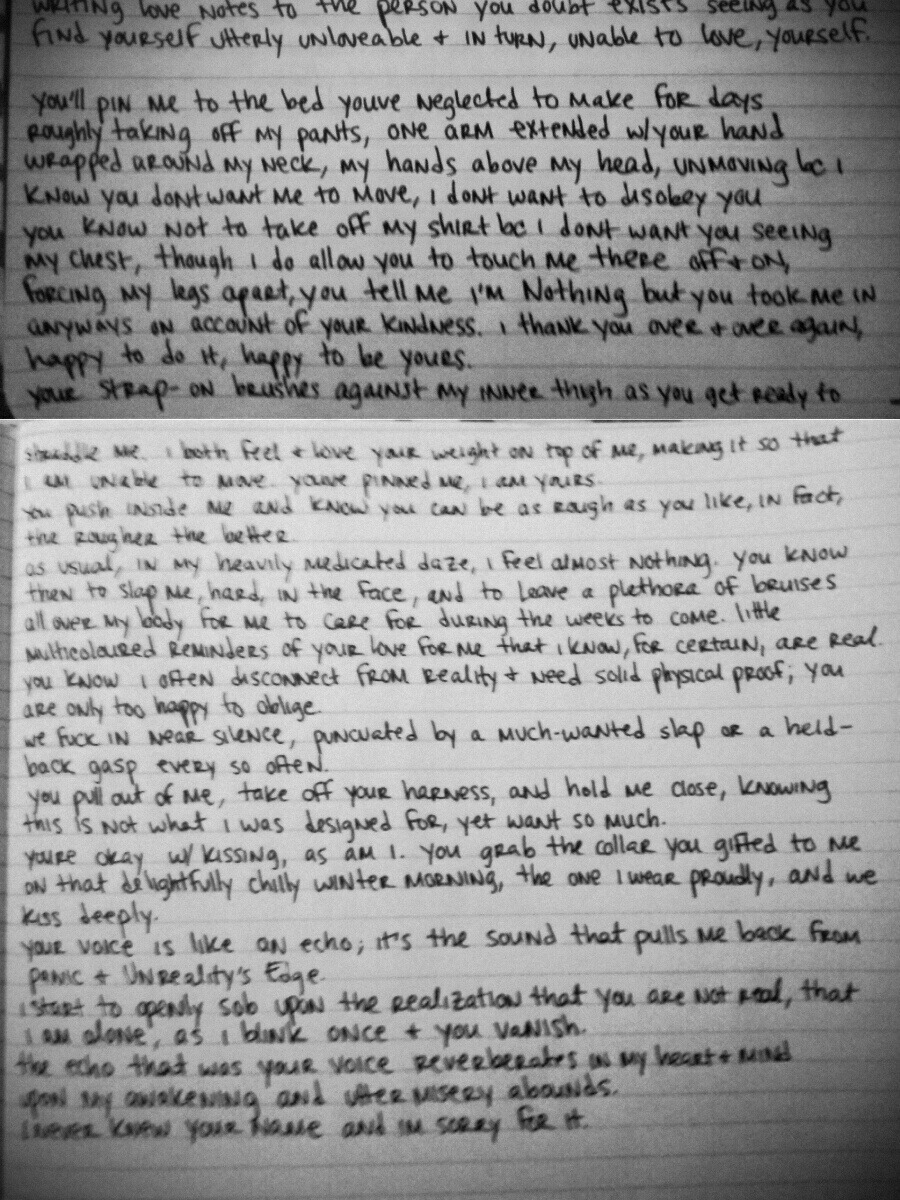 writing love notes to the person you doubt exists seeing as you
find yourself utterly unloveable + in turn, unable to love, yourself.
you'll pin me to the bed youve neglected to make for days
roughly taking off my pants, one arm extended w/your hand
wrapped around my neck, my hands above my head, unmoving bc i
know you dont want me to move, i dont want to disobey you
you know not to take off my shirt bc i dont want you seeing
my chest, though i do allow you to touch me there off + on,
forcing my legs apart, you tell me i'm nothing but you took me in
anyways on account of your kindness. i thank you over + over again,
happy to do it, happy to be yours.
your strap-on brushes against my inner thigh as you get ready to
straddle me. i both feel + love your weight on top of me, making it so that
i am unable to move. youve pinned me, i am yours.
you push inside me and know you can be as rough as you like, in fact,
the rougher the better.
as usual, in my heavily medicated daze, i feel almost nothing. you know
then to slap me, hard, in the face, and to leave a plethora of bruises
all over my body for me to care for during the weeks to come. little
multicoloured reminders of your love for me that i know, for certain, are real.
you know i often disconnect from reality + need solid physical proof; you
are only too happy to oblige.
we fuck in near silence, puncuated by a much-wanted slap or a held-
back gasp every so often.
you pull out of me, take off your harness, and hold me close, knowing
this is not what i was designed for, yet want so much.
youre okay w/ kissing, as am i. you grab the collar you gifted to me
on that delightfully chilly winter morning, the one i wear proudly, and we
kiss deeply.
your voice is like an echo; it's the sound that pulls me back from
panic + Unreality's Edge.
i start to openly sob upon the realization that you are not real, that
i am alone, as i blink once + you vanish.
the echo that was your voice reverberates in my heart + mind
upon my awakening and utter misery abounds.
i never knew your name and im sorry for it.